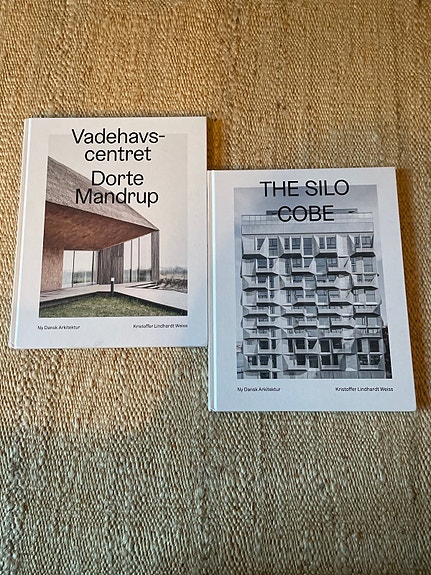 Vadehavs-
centret
Dorte
Mandrup
Ny Dansk Arkitektur
Kristoffer Lindhardt Weiss
THE SILO
COBE
Ny Dansk Arkitektur
Kristoffer Lindhardt Weiss